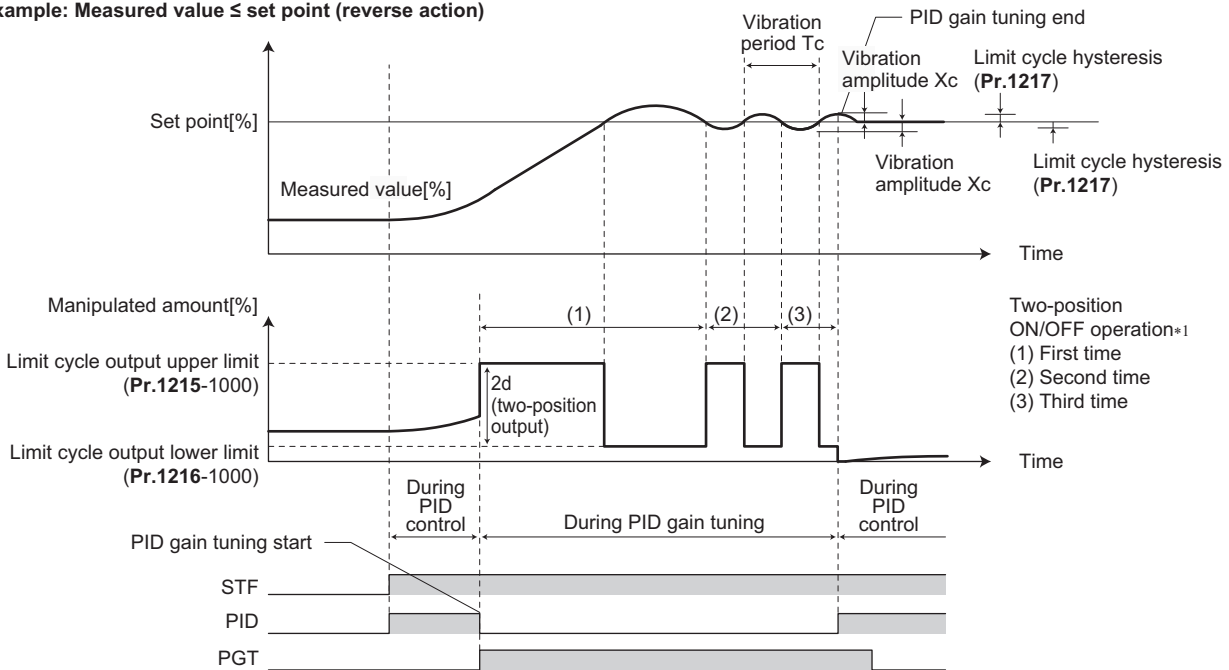 xample: Measured value ≤ set point (reverse action)
Vibration
period Tc
PID gain tuning end
Vibration
amplitude Xc
Limit cycle hysteresis
(Pr.1217)
Set point[%]
Measured value[%]
Vibration
amplitude Xc
Limit cycle hysteresis
(Pr.1217)
Time
Manipulated amount[%]
(1)
(2)
(3)
Two-position
ON/OFF operation*1
(1) First time
(2) Second time
(3) Third time
Limit cycle output upper limit
(Pr.1215-1000)
2d
(two-position
output)
Limit cycle output lower limit
(Pr.1216-1000)
Time
During
PID
control
During PID gain tuning
During
PID
control
PID gain tuning start
STF
PID
PGT